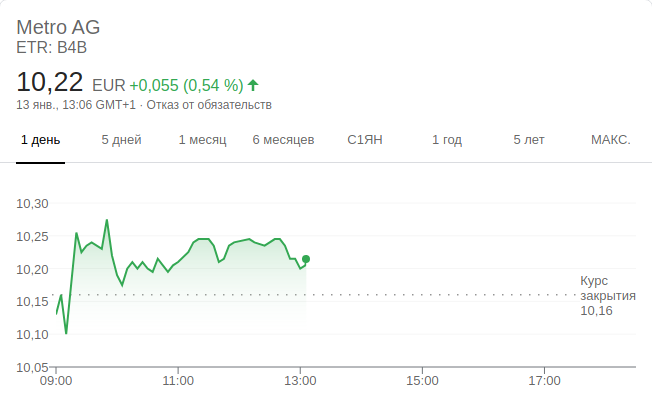 Metro AG
ETR: B4B
10,22 EUR +0,055 (0,54 %)
13 янв., 13:06 GMT+1 · Отказ от обязательств
1 день 5 дней 1 месяц 6 месяцев С1ЯН 1 год 5 лет МАКС.
10,30
10,25
10,20
10,15
10,10
10,05
Курс
закрытия
10,16
09:00 11:00 13:00 15:00 17:00